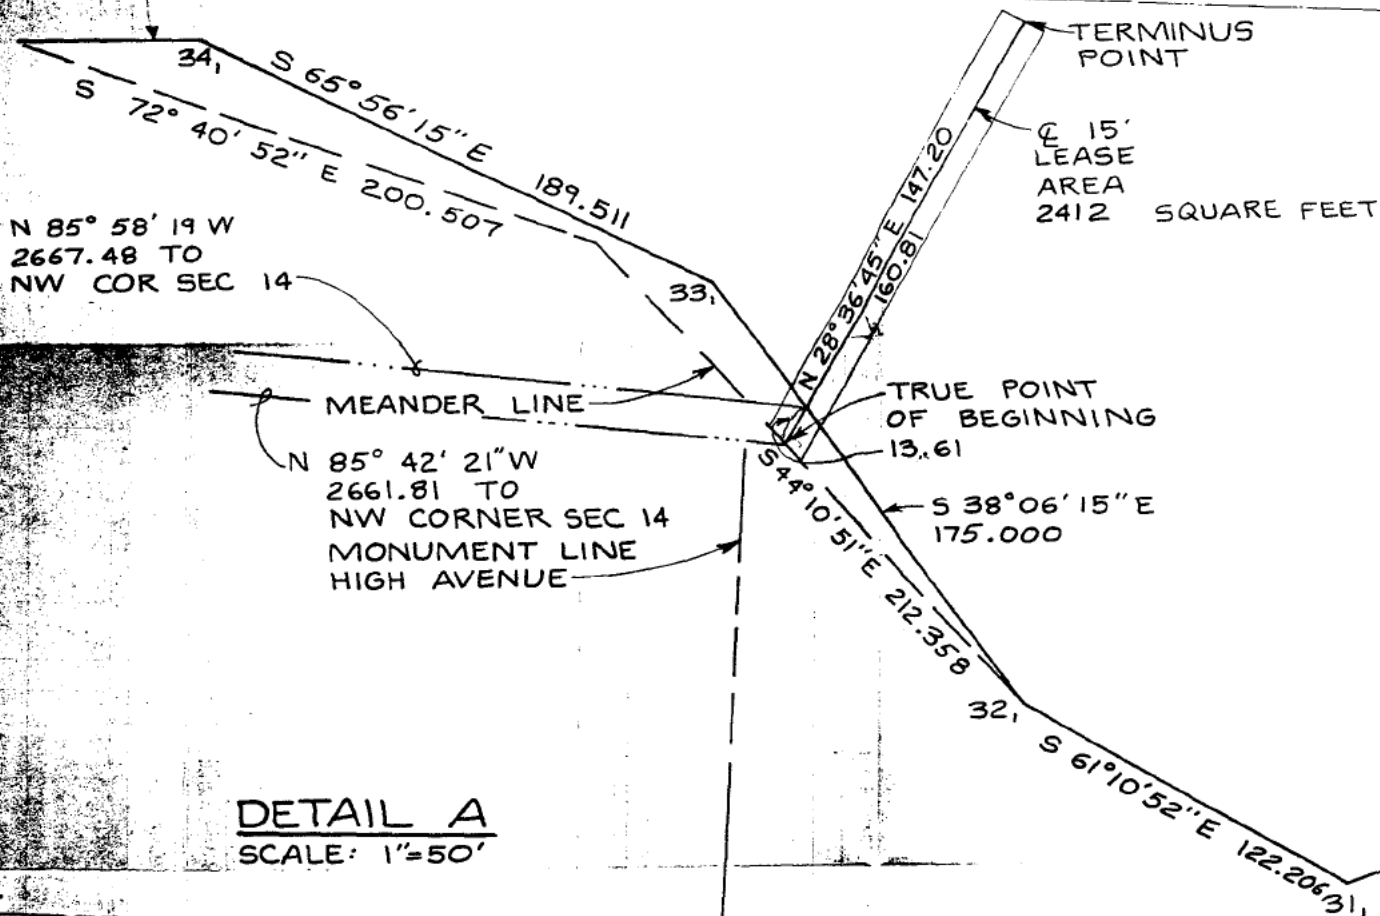 TERMINUS
POINT
34,
S 65° 56' 15" E
189.511
S 72° 40' 52" E 200.507
℄ 15'
LEASE
AREA
2412 SQUARE FEET
N 28° 36' 45" E 147.20
160.81
N 85° 58' 19 W
2667.48 TO
NW COR SEC 14
33,
MEANDER LINE
TRUE POINT
OF BEGINNING
13.61
N 85° 42' 21" W
2661.81 TO
NW CORNER SEC 14
MONUMENT LINE
HIGH AVENUE
S 44° 10' 51" E 212.358
S 38° 06' 15" E
175.000
32,
S 61° 10' 52" E 122.206
31,
DETAIL A
SCALE: 1"=50'